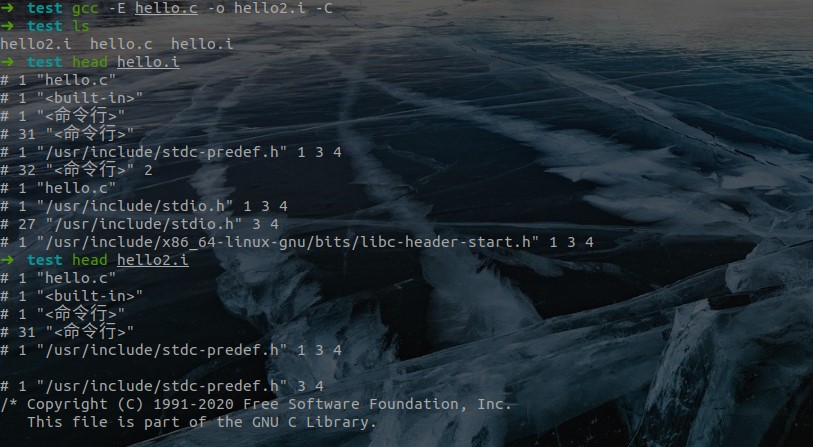 ➜ test gcc -E hello.c -o hello2.i -C
➜ test ls
hello2.i hello.c hello.i
➜ test head hello.i
# 1 "hello.c"
# 1 "<built-in>"
# 1 "<命令行>"
# 31 "<命令行>"
# 1 "/usr/include/stdc-predef.h" 1 3 4
# 32 "<命令行>" 2
# 1 "hello.c"
# 1 "/usr/include/stdio.h" 1 3 4
# 27 "/usr/include/stdio.h" 3 4
# 1 "/usr/include/x86_64-linux-gnu/bits/libc-header-start.h" 1 3 4
➜ test head hello2.i
# 1 "hello.c"
# 1 "<built-in>"
# 1 "<命令行>"
# 31 "<命令行>"
# 1 "/usr/include/stdc-predef.h" 1 3 4
# 1 "/usr/include/stdc-predef.h" 3 4
/* Copyright (C) 1991-2020 Free Software Foundation, Inc.
This file is part of the GNU C Library.